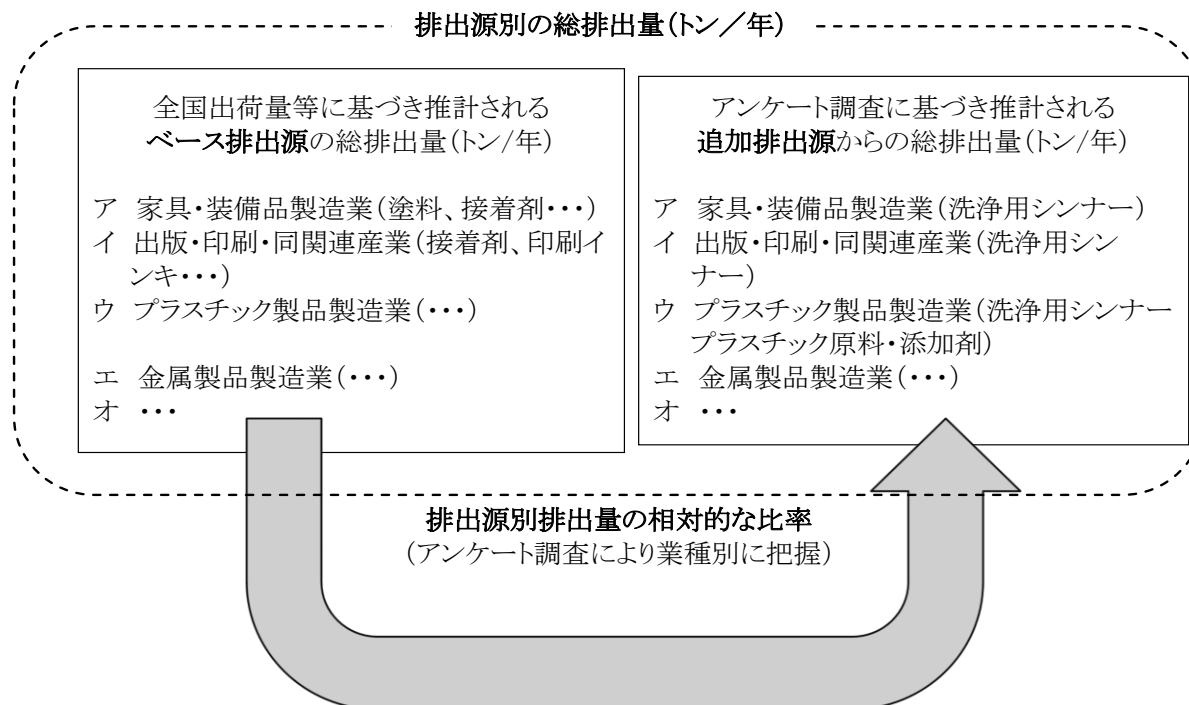 排出源別の総排出量(トン／年)
全国出荷量等に基づき推計される
ベース排出源の総排出量(トン/年)
ア 家具・装備品製造業(塗料、接着剤・・・)
イ 出版・印刷・同関連産業(接着剤、印刷イ
ンキ・・・)
ウ プラスチック製品製造業(・・・)
エ 金属製品製造業(・・・)
オ ・・・
アンケート調査に基づき推計される
追加排出源からの総排出量(トン/年)
ア 家具・装備品製造業(洗浄用シンナー)
イ 出版・印刷・同関連産業(洗浄用シン
ナー)
ウ プラスチック製品製造業(洗浄用シンナー
プラスチック原料・添加剤)
エ 金属製品製造業(・・・)
オ ・・・
排出源別排出量の相対的な比率
(アンケート調査により業種別に把握)